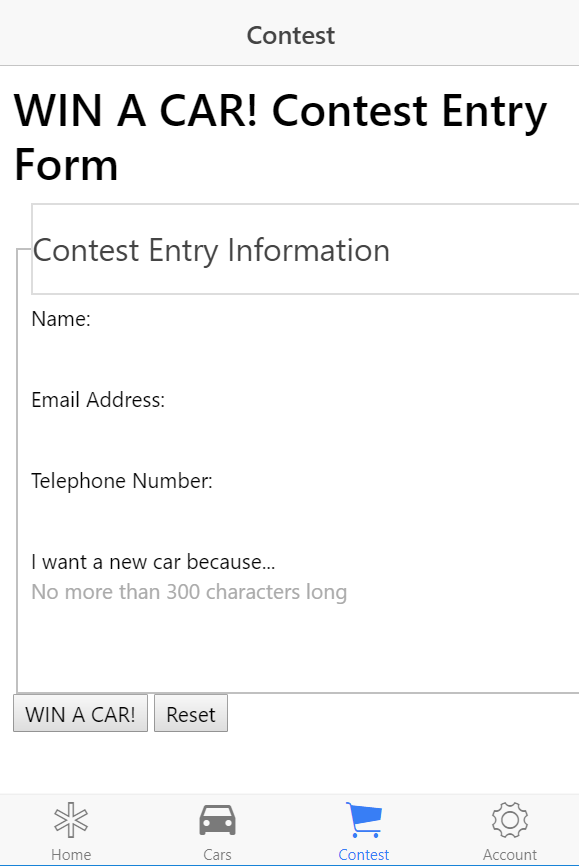 Contest
WIN A CAR! Contest Entry
Form
Contest Entry Information
Name:
Email Address:
Telephone Number:
I want a new car because...
No more than 300 characters long
WIN A CAR! Reset
Home Cars Contest Account